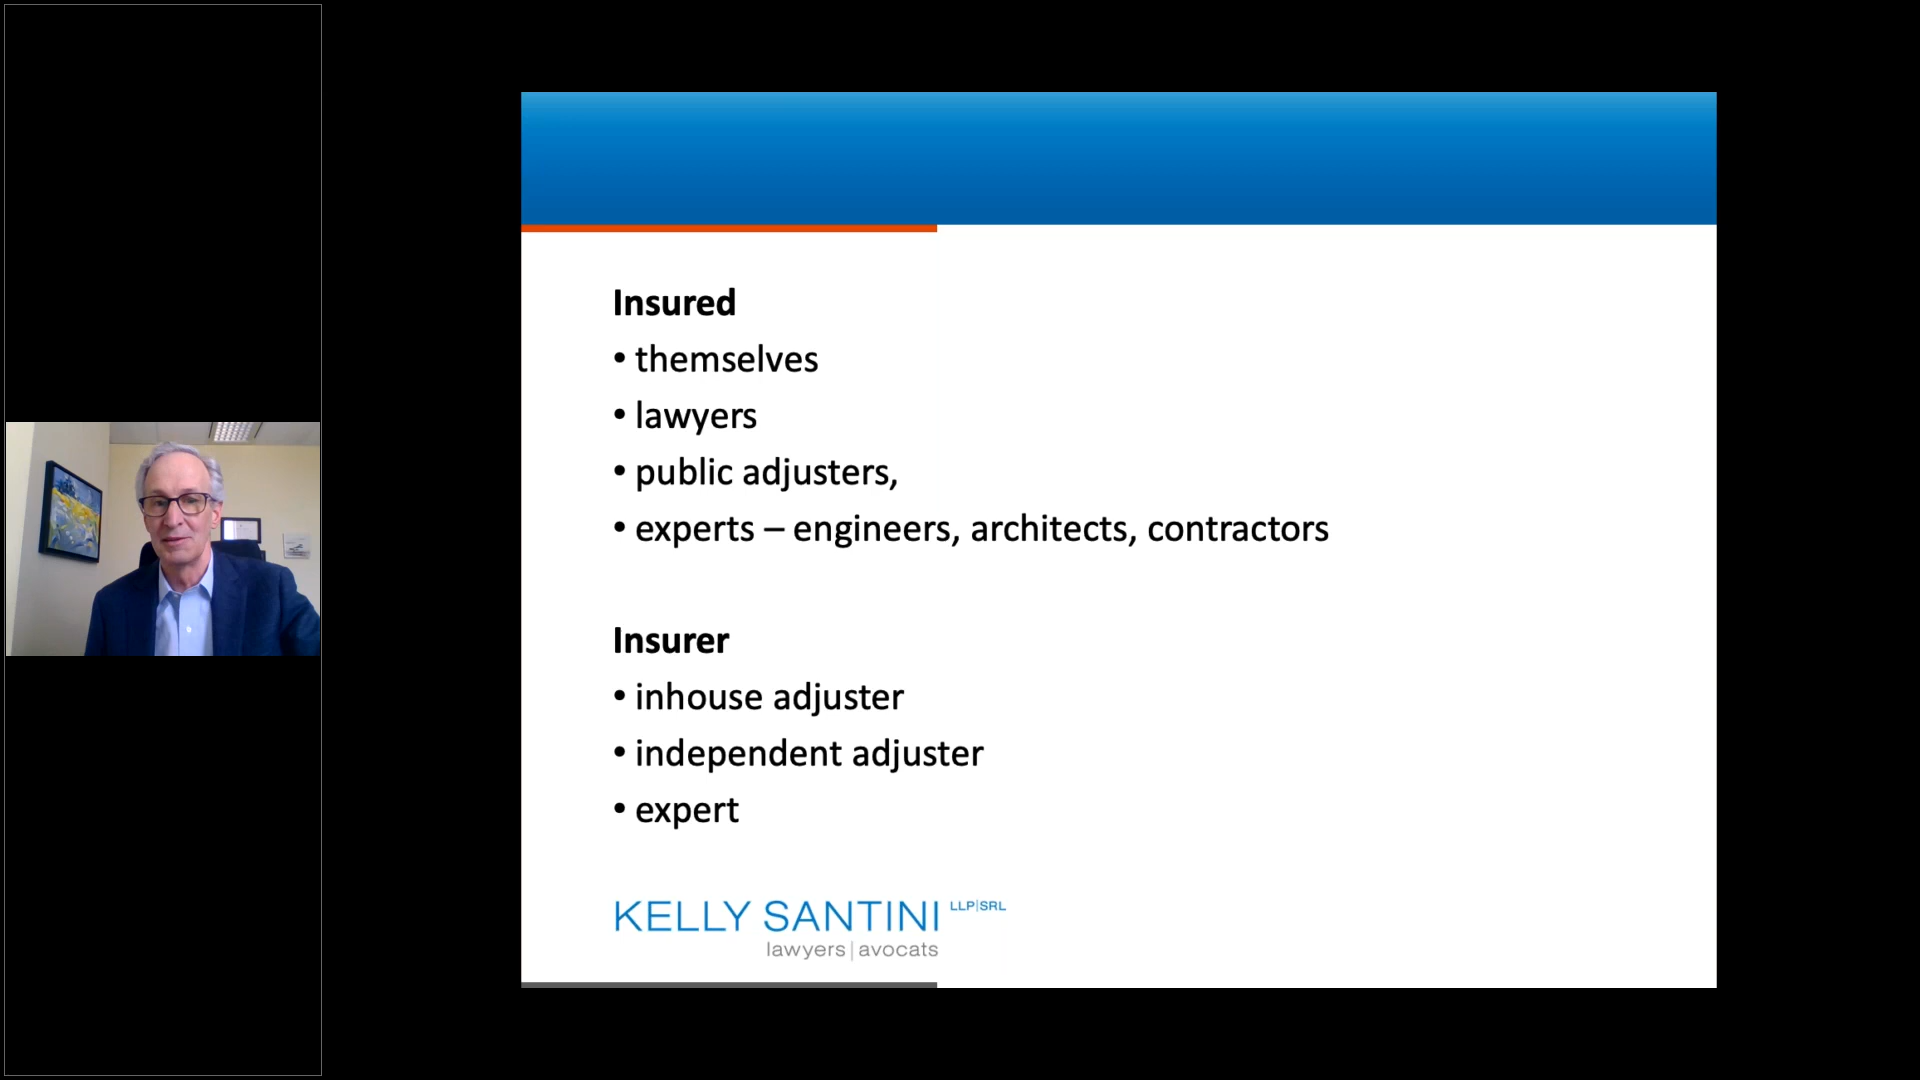 Insured
• themselves
• lawyers
• public adjusters,
• experts – engineers, architects, contractors
Insurer
• inhouse adjuster
• independent adjuster
• expert
KELLY SANTINI LLP|SRL
lawyers|avocats